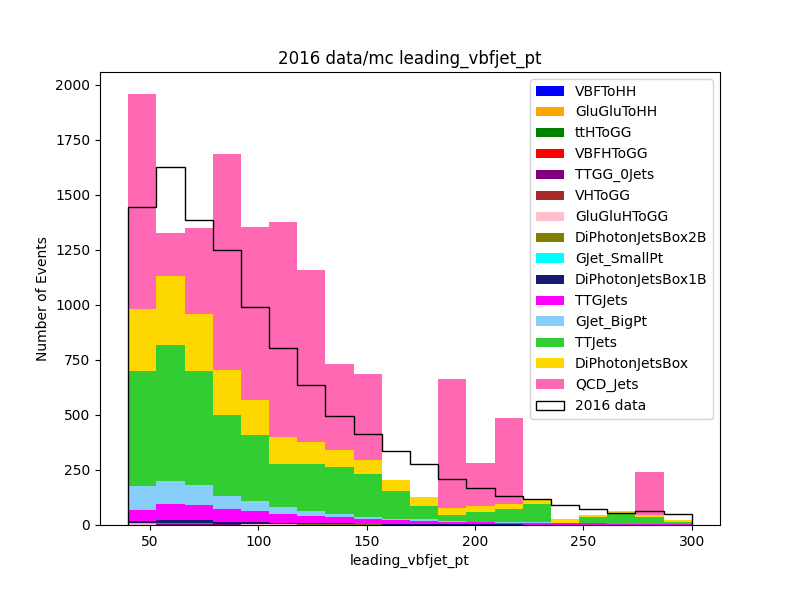 2016 data/mc leading_vbfjet_pt
Number of Events
2000
1750
1500
1250
1000
750
500
250
0
50
100
150
200
250
300
leading_vbfjet_pt
VBFToHH
GluGluToHH
ttHToGG
VBFHToGG
TTGG_0Jets
VHToGG
GluGluHToGG
DiPhotonJetsBox2B
GJet_SmallPt
DiPhotonJetsBox1B
TTGJets
GJet_BigPt
TTJets
DiPhotonJetsBox
QCD_Jets
2016 data